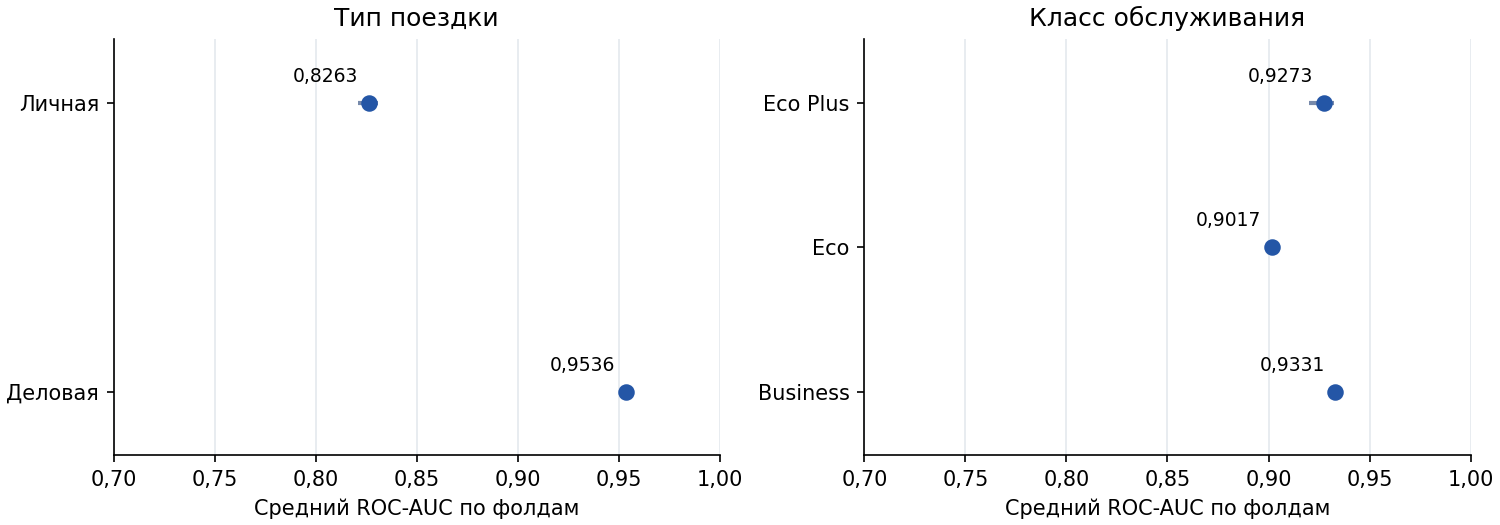 Тип поездки
0,8263
Личная
0,9536
Деловая
0,70 0,75 0,80 0,85 0,90 0,95 1,00
Средний ROC-AUC по фолдам
Класс обслуживания
0,9273
Eco Plus
0,9017
Eco
0,9331
Business
0,70 0,75 0,80 0,85 0,90 0,95 1,00
Средний ROC-AUC по фолдам